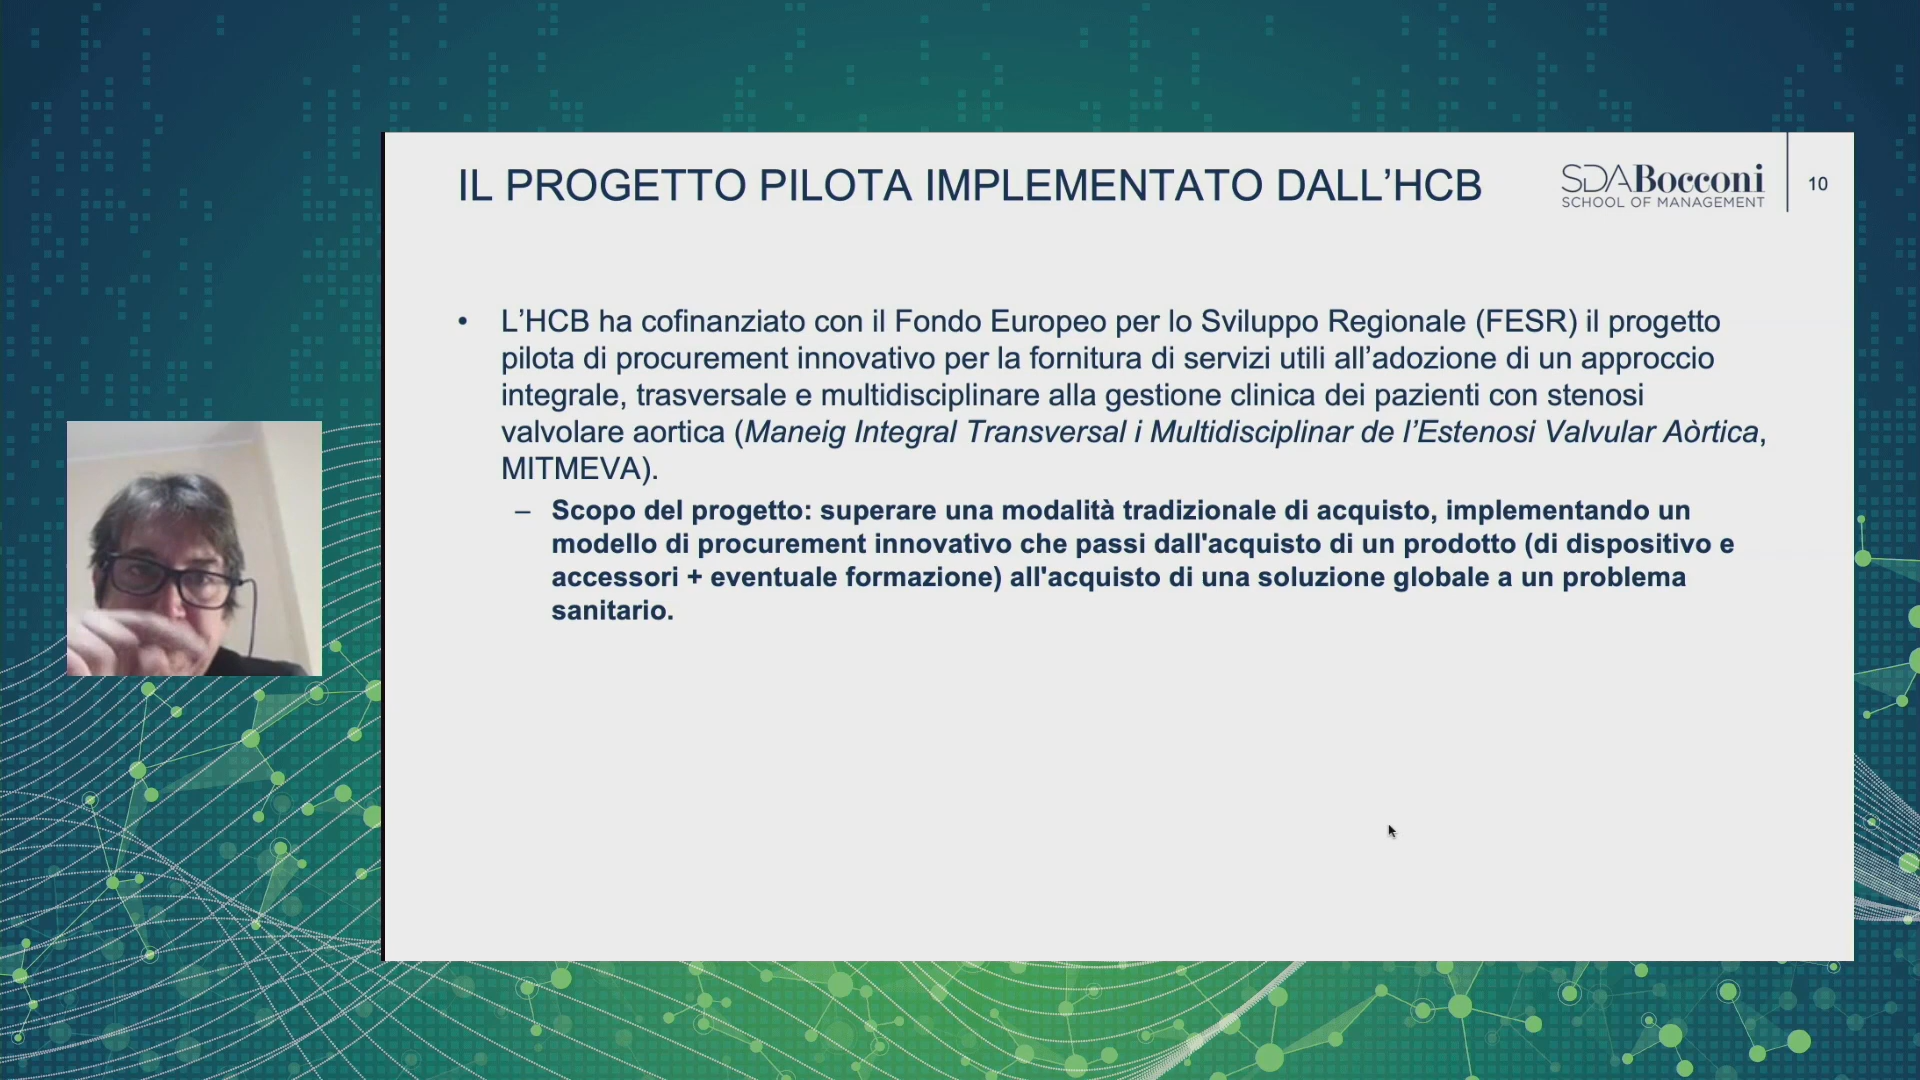 IL PROGETTO PILOTA IMPLEMENTATO DALL’HCB
SDABocconi
SCHOOL OF MANAGEMENT
10
• L’HCB ha cofinanziato con il Fondo Europeo per lo Sviluppo Regionale (FESR) il progetto
pilota di procurement innovativo per la fornitura di servizi utili all’adozione di un approccio
integrale, trasversale e multidisciplinare alla gestione clinica dei pazienti con stenosi
valvolare aortica (Maneig Integral Transversal i Multidisciplinar de l’Estenosi Valvular Aòrtica,
MITMEVA).
– Scopo del progetto: superare una modalità tradizionale di acquisto, implementando un
modello di procurement innovativo che passi dall'acquisto di un prodotto (di dispositivo e
accessori + eventuale formazione) all'acquisto di una soluzione globale a un problema
sanitario.